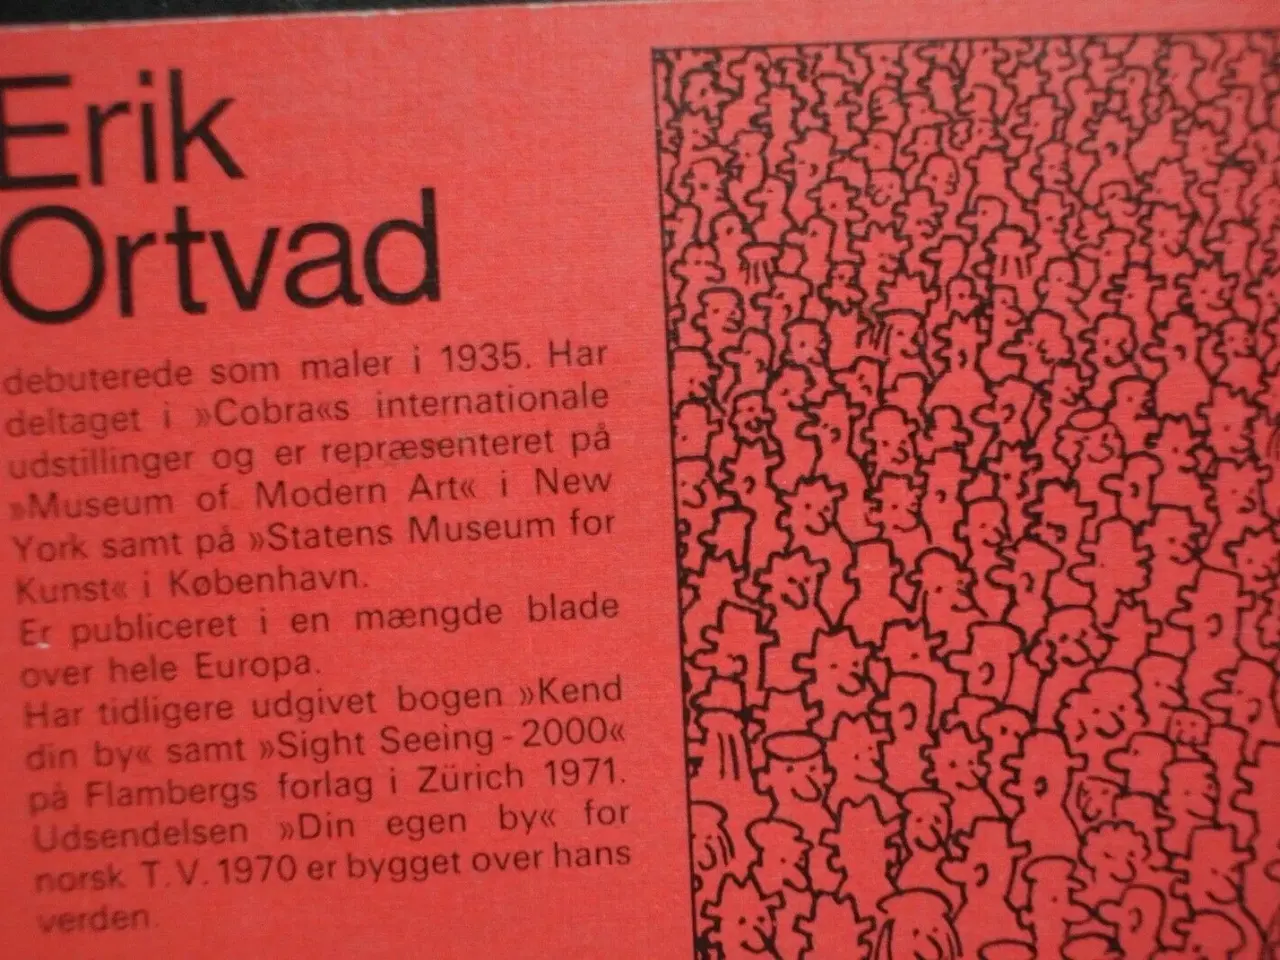 Erik
Ortvad
debuterede som maler i 1935. Har
deltaget i »Cobra«s internationale
udstillinger og er repræsenteret på
»Museum of Modern Art« i New
York samt på »Statens Museum for
Kunst« i København.
Er publiceret i en mængde blade
over hele Europa.
Har tidligere udgivet bogen »Kend
din by« samt »Sight Seeing - 2000«
på Flambergs forlag i Zürich 1971.
Udsendelsen »Din egen by« for
norsk T.V. 1970 er bygget over hans
verden.